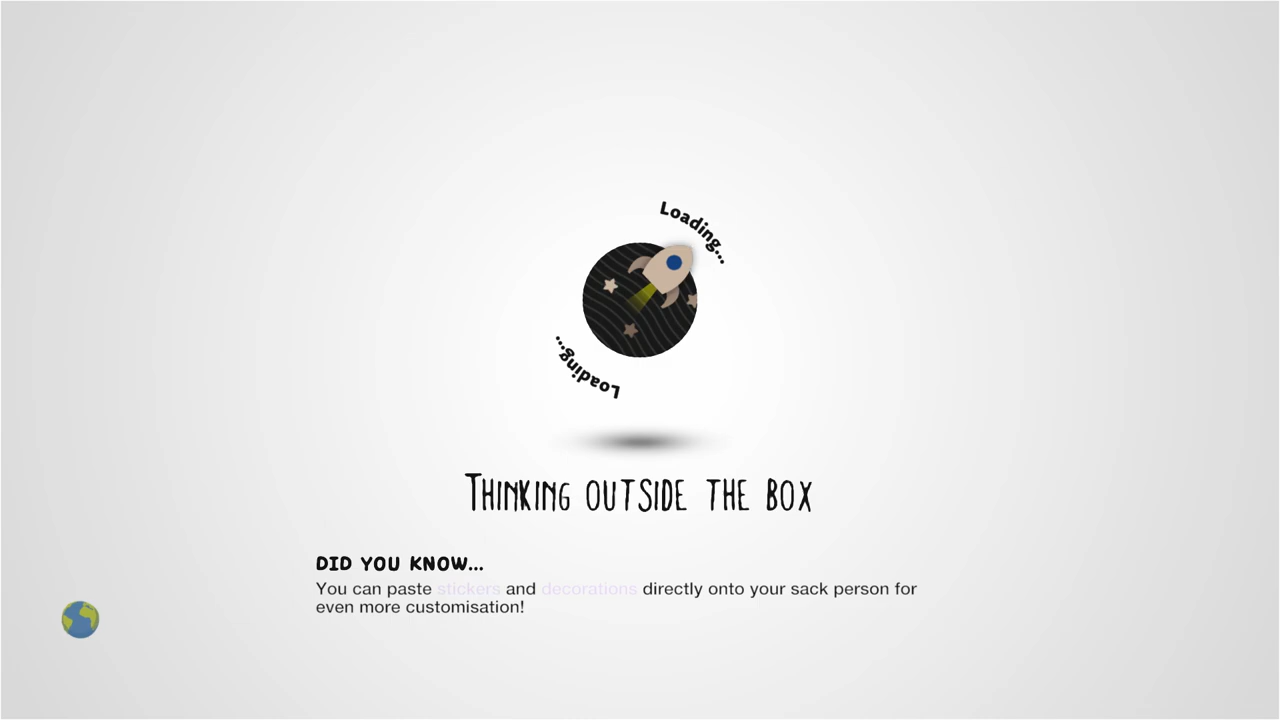 Loading...
Loading...
Thinking outside the box
DID YOU KNOW...
You can paste stickers and decorations directly onto your sack person for
even more customisation!